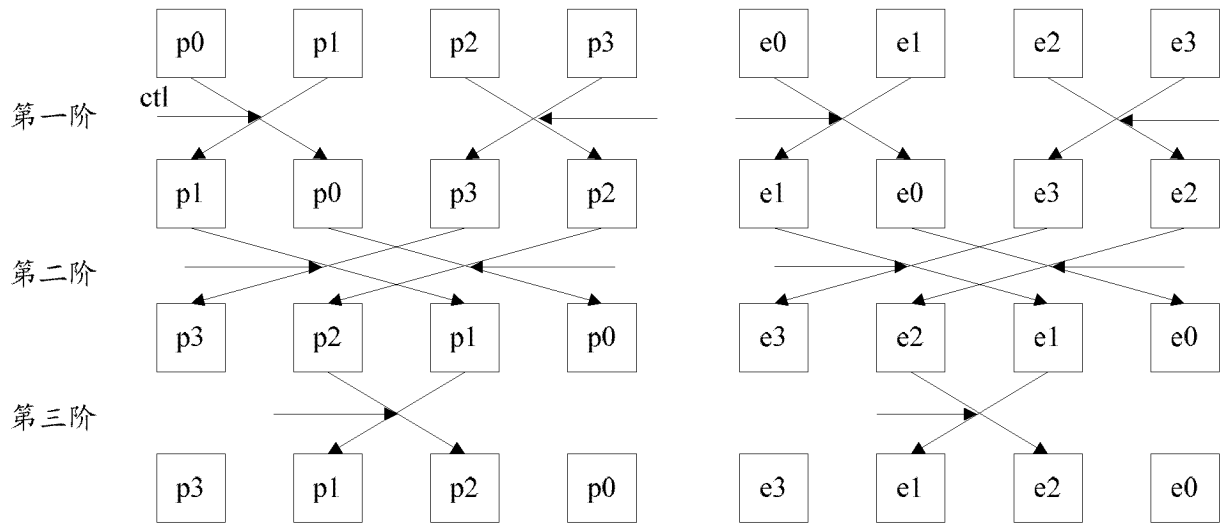 p0 p1 p2 p3 e0 e1 e2 e3
ctl
第一阶
p1 p0 p3 p2 e1 e0 e3 e2
第二阶
p3 p2 p1 p0 e3 e2 e1 e0
第三阶
p3 p1 p2 p0 e3 e1 e2 e0